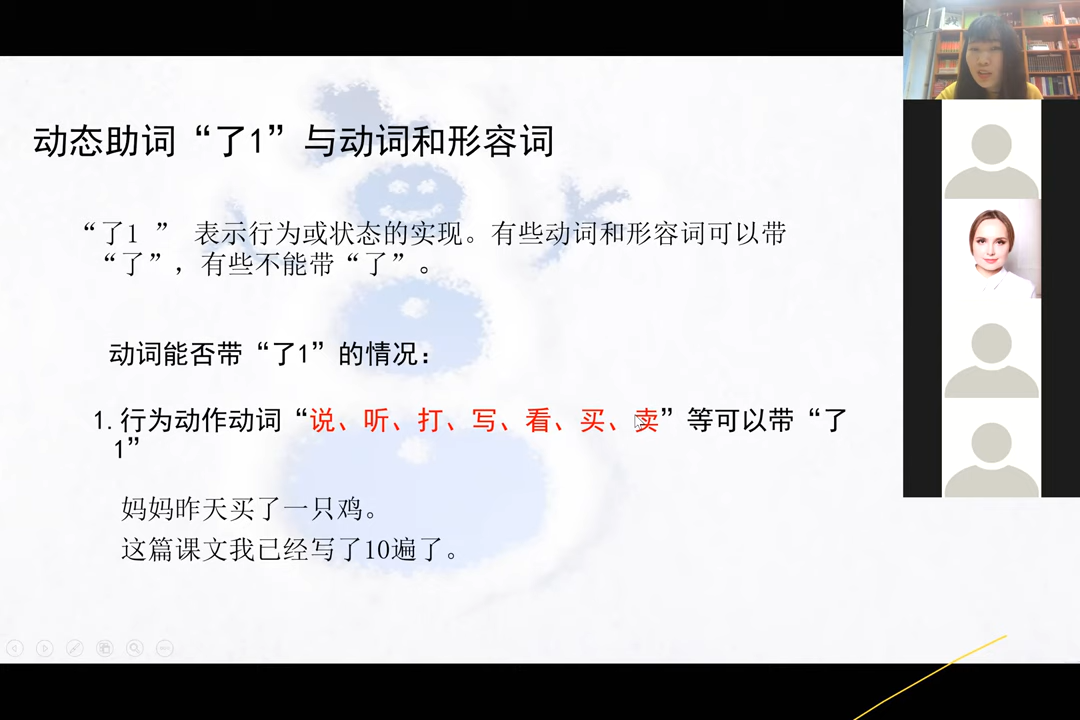 动态助词“了1”与动词和形容词
“了1 ” 表示行为或状态的实现。有些动词和形容词可以带
“了”，有些不能带“了”。
动词能否带“了1”的情况：
1.行为动作动词“说、听、打、写、看、买、卖”等可以带“了
1”
妈妈昨天买了一只鸡。
这篇课文我已经写了10遍了。